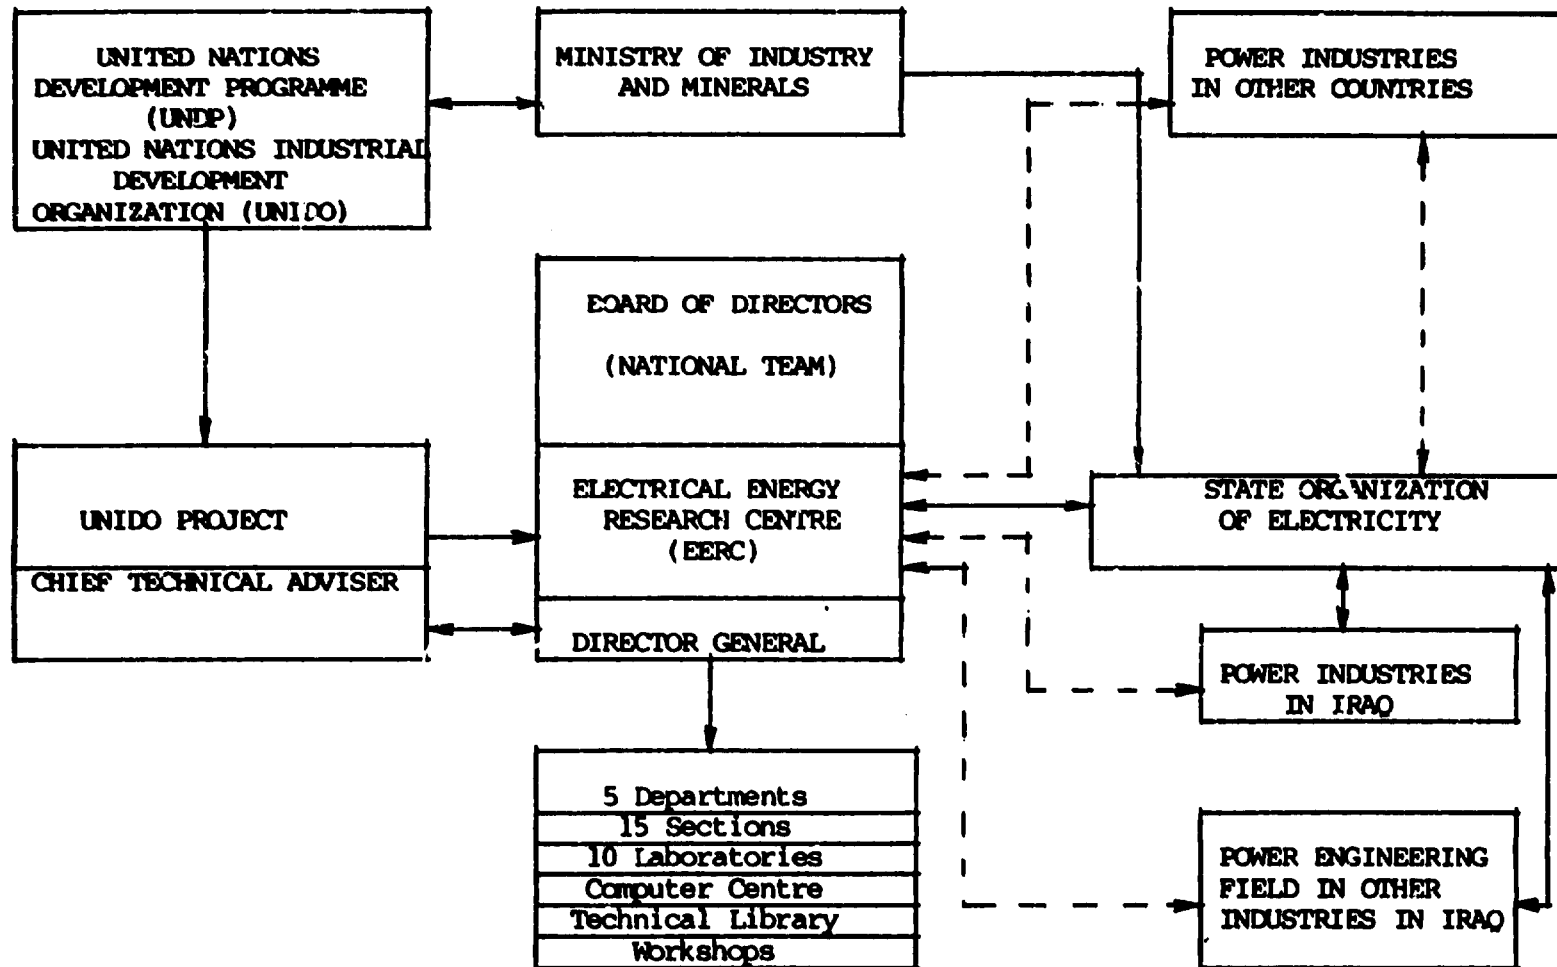 UNITED NATIONS
DEVELOPMENT PROGRAMME
(UNDP)
UNITED NATIONS INDUSTRIAL
DEVELOPMENT
ORGANIZATION (UNIDO)
MINISTRY OF INDUSTRY
AND MINERALS
POWER INDUSTRIES
IN OTHER COUNTRIES
BOARD OF DIRECTORS
(NATIONAL TEAM)
UNIDO PROJECT
CHIEF TECHNICAL ADVISER
ELECTRICAL ENERGY
RESEARCH CENTRE
(EERC)
DIRECTOR GENERAL
STATE ORGANIZATION
OF ELECTRICITY
POWER INDUSTRIES
IN IRAQ
5 Departments
15 Sections
10 Laboratories
Computer Centre
Technical Library
Workshops
POWER ENGINEERING
FIELD IN OTHER
INDUSTRIES IN IRAQ